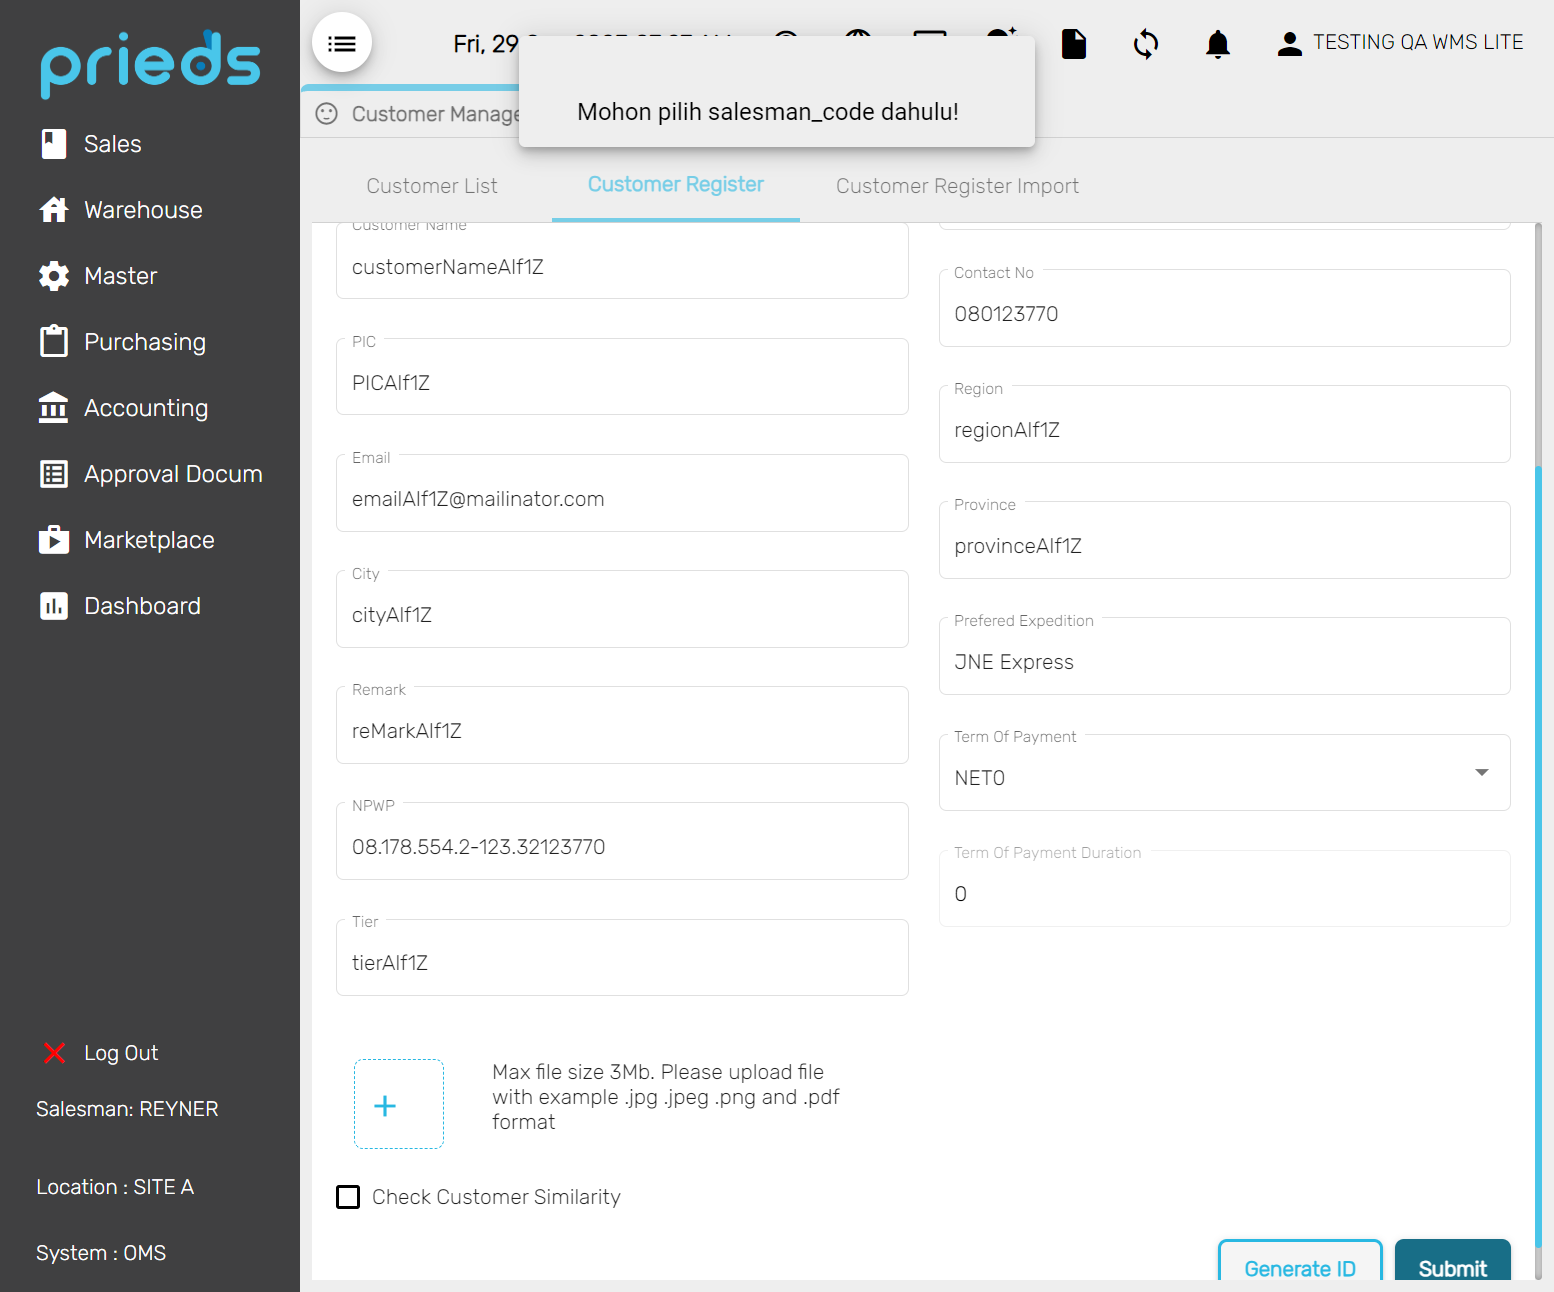 prieds
Fri, 29
TESTING QA WMS LITE
Mohon pilih salesman_code dahulu!
Customer Manage
Customer List
Customer Register
Customer Register Import
Sales
Warehouse
Master
Purchasing
Accounting
Approval Docum
Marketplace
Dashboard
Log Out
Salesman: REYNER
Location : SITE A
System : OMS
Customer Name
customerNameAlf1Z
PIC
PICAlf1Z
Email
emailAlf1Z@mailinator.com
City
cityAlf1Z
Remark
reMarkAlf1Z
NPWP
08.178.554.2-123.32123770
Tier
tierAlf1Z
Contact No
080123770
Region
regionAlf1Z
Province
provinceAlf1Z
Prefered Expedition
JNE Express
Term Of Payment
NET0
Term Of Payment Duration
0
Max file size 3Mb. Please upload file
with example .jpg .jpeg .png and .pdf
format
Check Customer Similarity
Generate ID
Submit